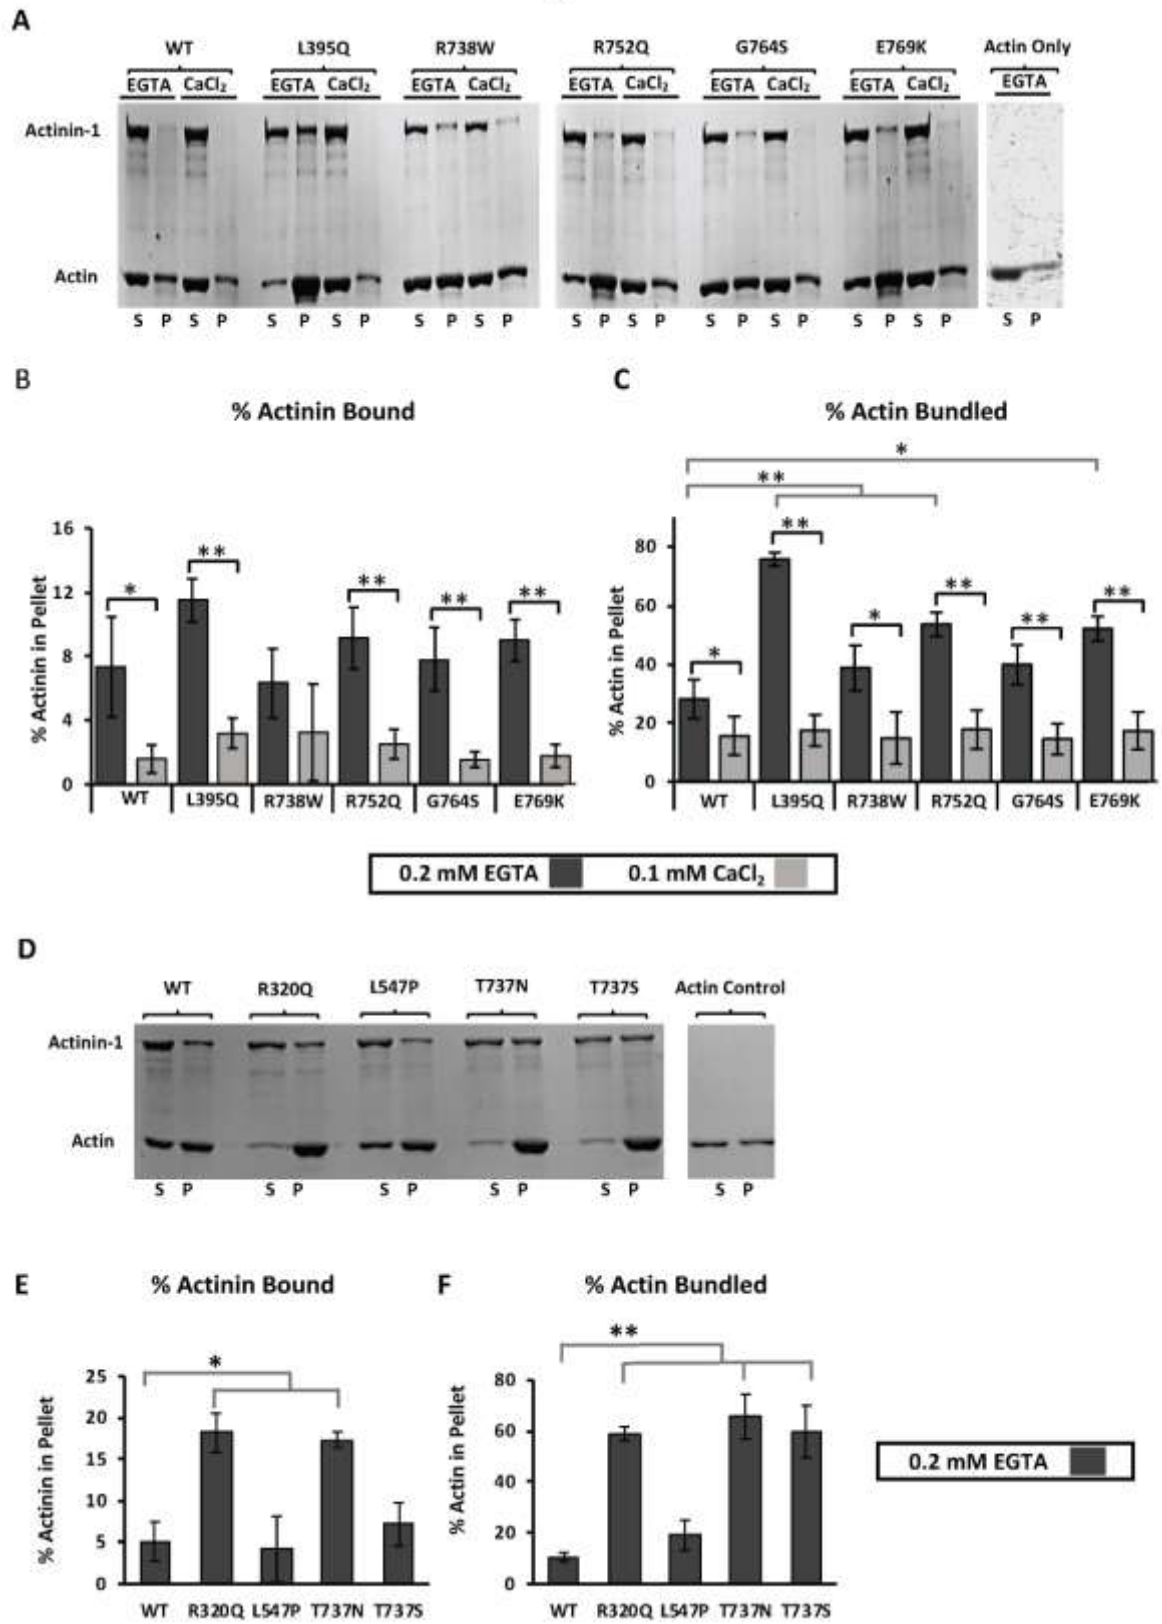 A
WT L395Q R738W R752Q G764S E769K Actin Only
EGTA CaCl₂ EGTA CaCl₂ EGTA CaCl₂ EGTA CaCl₂ EGTA CaCl₂ EGTA CaCl₂ EGTA
Actinin-1
Actin
S P S P S P S P S P S P S P S P S P S P S P S P S P
B
% Actinin Bound
% Actinin in Pellet
16
12
8
4
0
* ** ** ** **
WT L395Q R738W R752Q G764S E769K
C
% Actin Bundled
% Actin in Pellet
*
**
80
60
40
20
0
* ** * ** ** **
WT L395Q R738W R752Q G764S E769K
0.2 mM EGTA 0.1 mM CaCl₂
D
WT R320Q L547P T737N T737S Actin Control
Actinin-1
Actin
S P S P S P S P S P S P
E
% Actinin Bound
% Actinin in Pellet
*
25
20
15
10
5
0
WT R320Q L547P T737N T737S
F
% Actin Bundled
% Actin in Pellet
**
80
60
40
20
0
WT R320Q L547P T737N T737S
0.2 mM EGTA